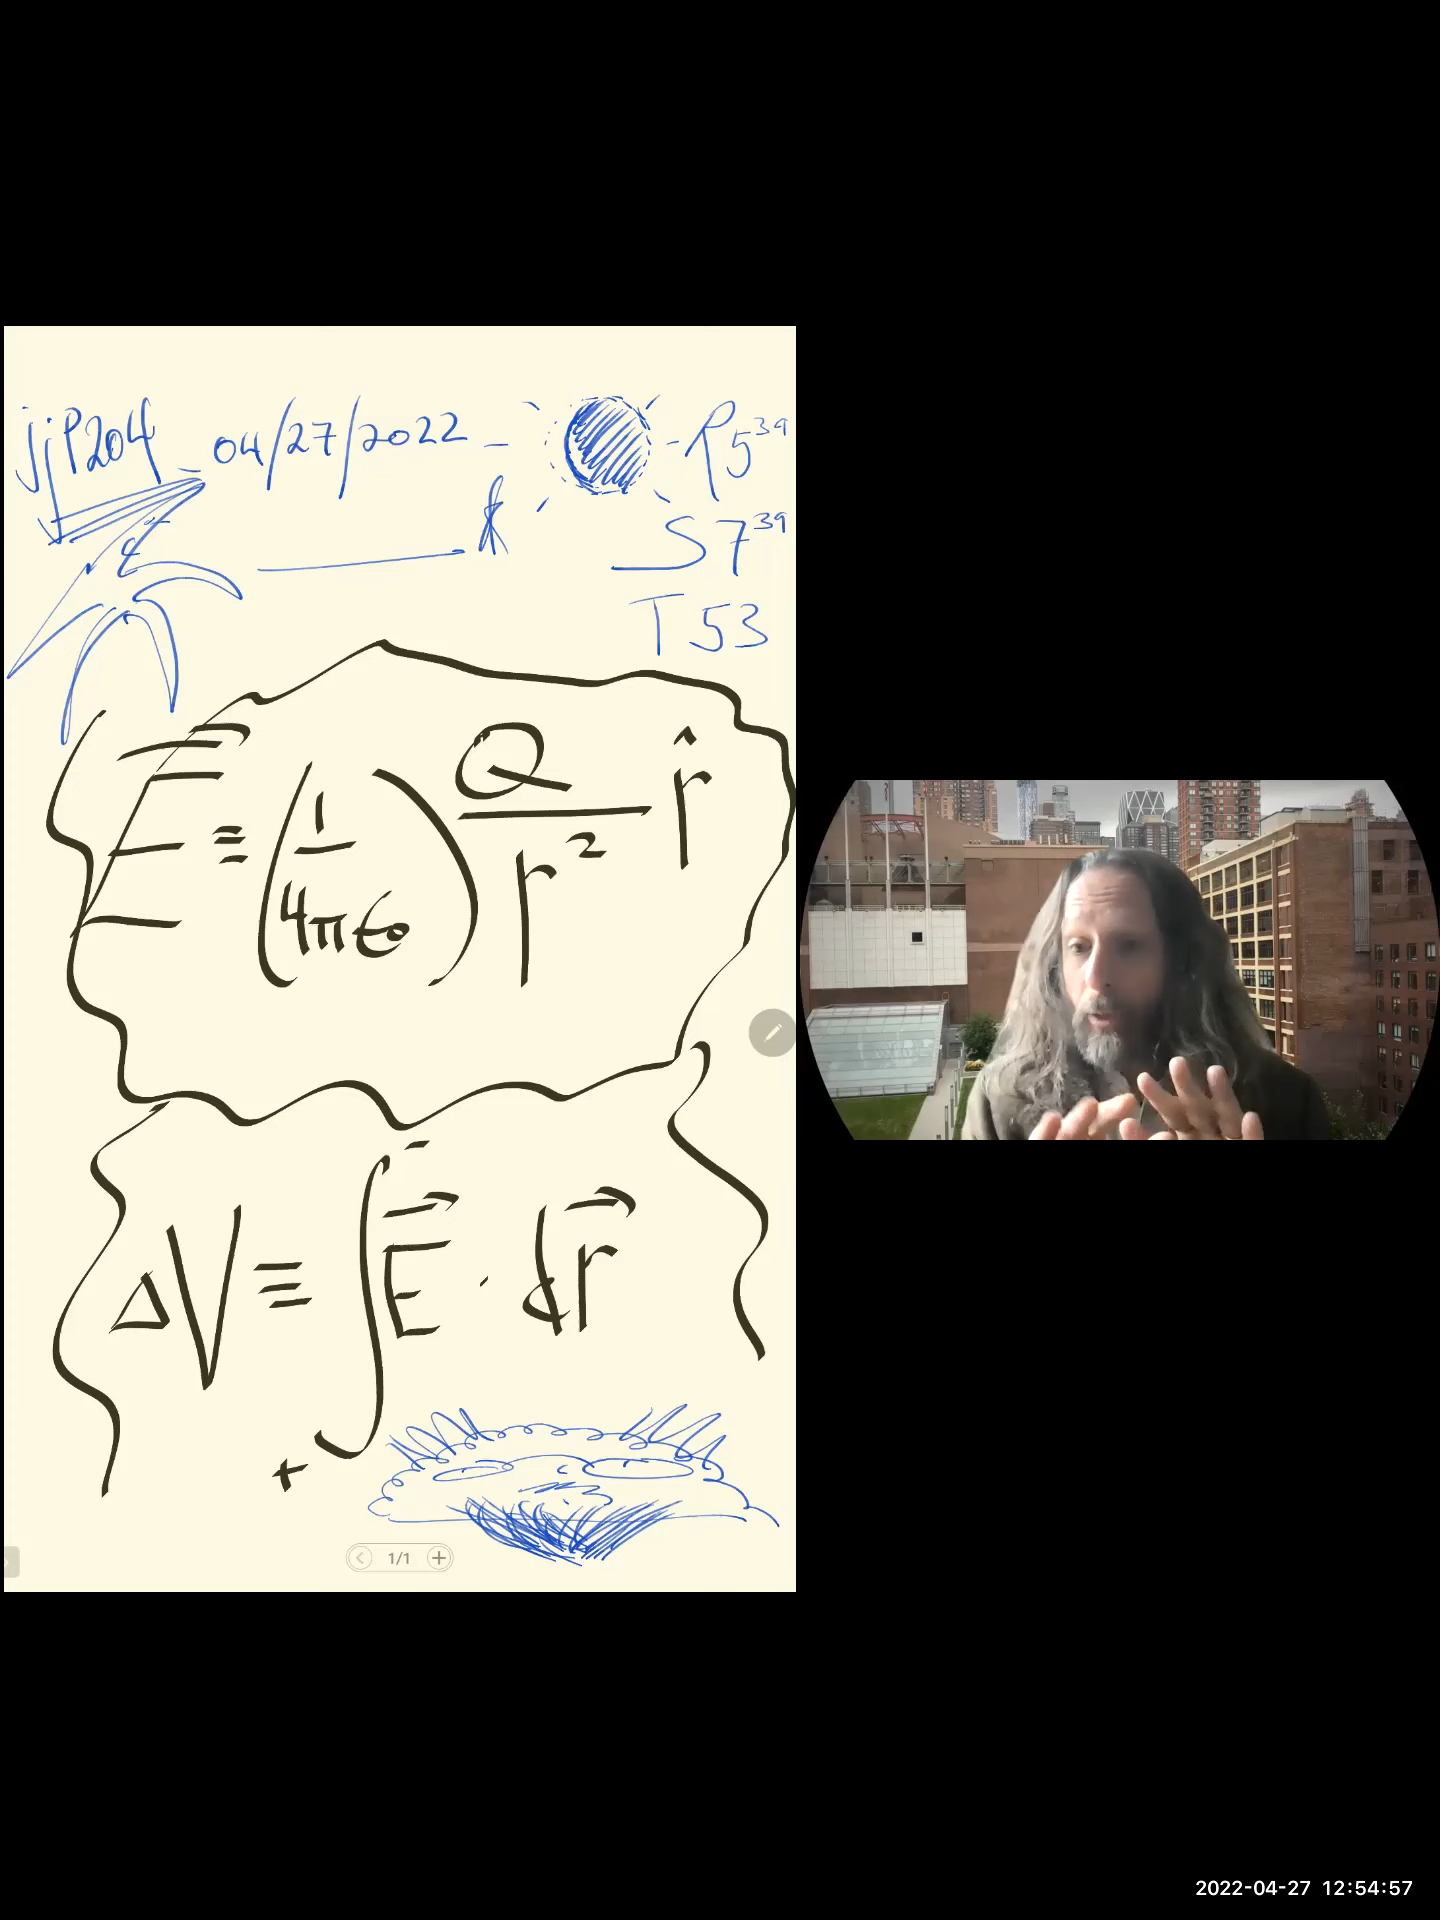 jjP204 - 04/27/2022 - - R5³⁹
S7³⁹
T 53
E⃗ = (1/4πε₀) Q/r² r̂
ΔV ≡ ∫₊⁻ E⃗ · dr⃗
1/1
2022-04-27 12:54:57